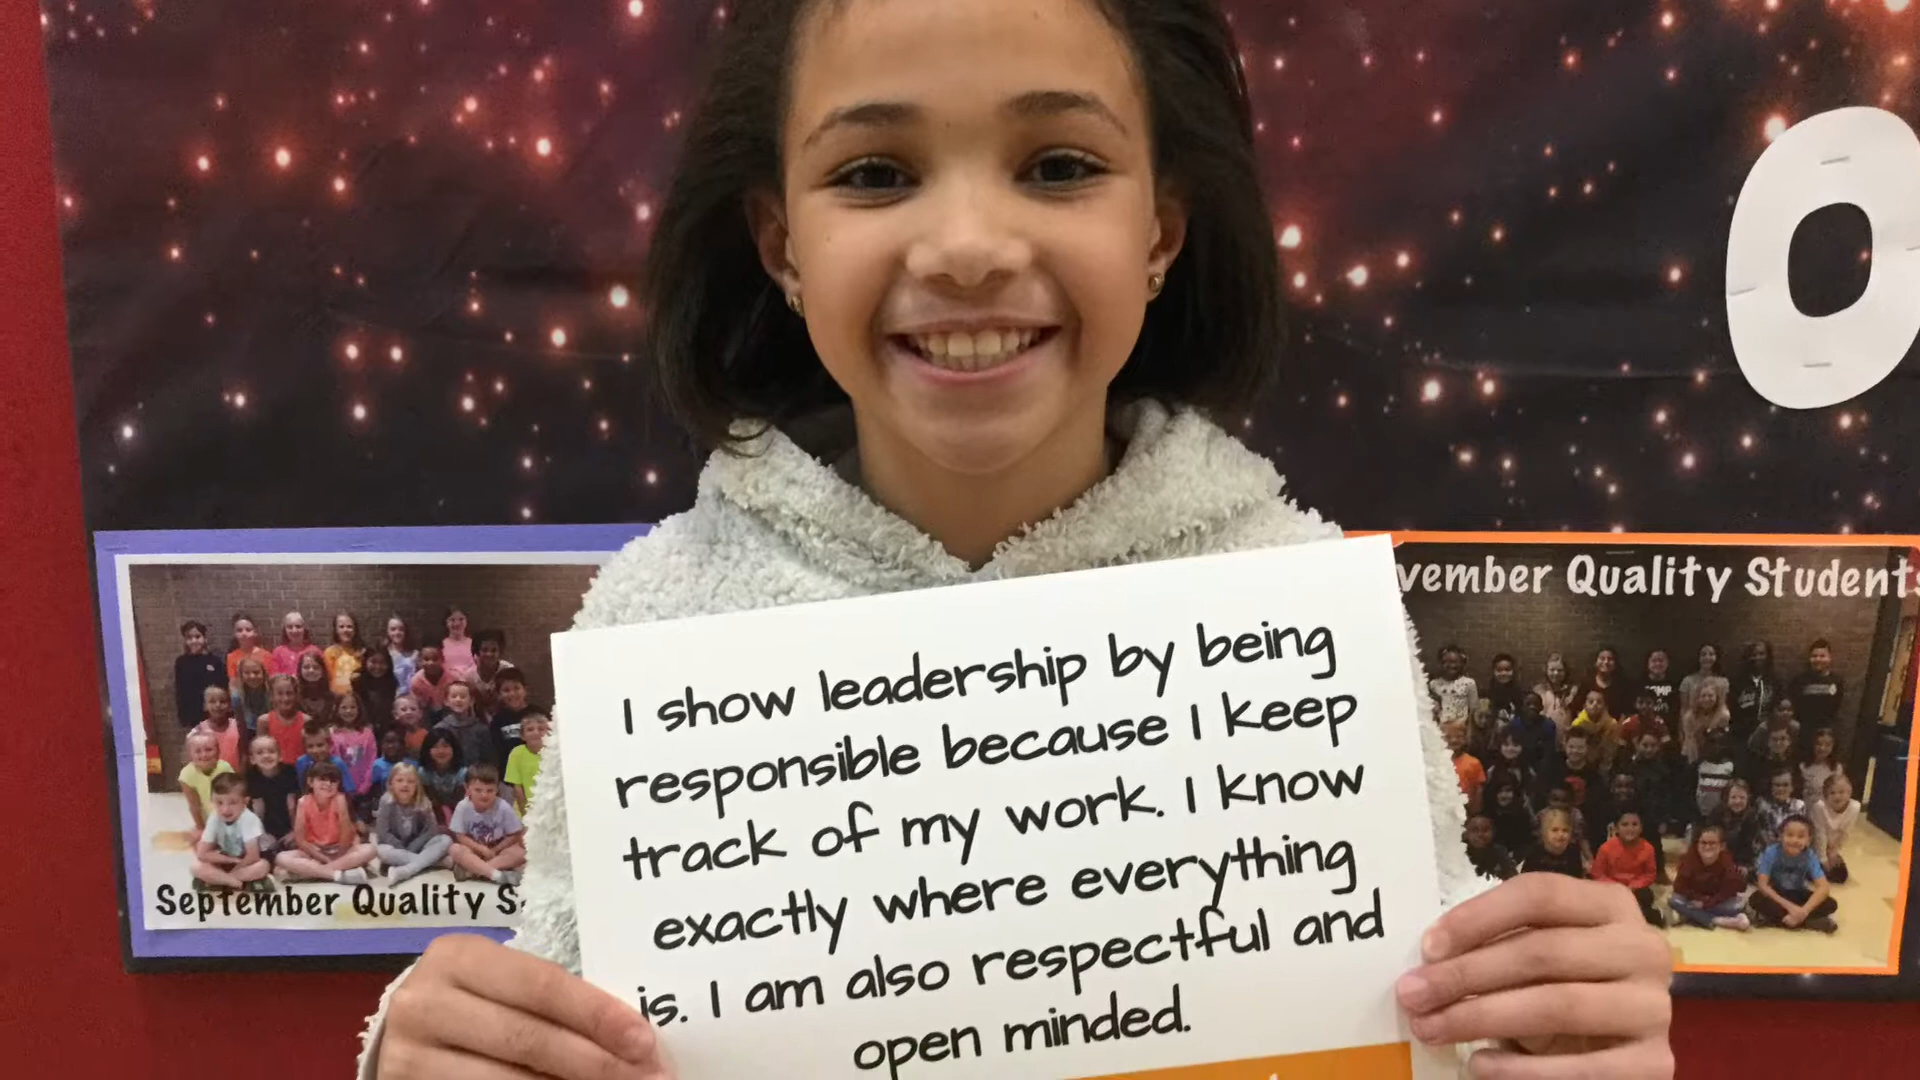 O
vember Quality Students
September Quality
I show leadership by being
responsible because I keep
track of my work. I know
exactly where everything
is. I am also respectful and
open minded.